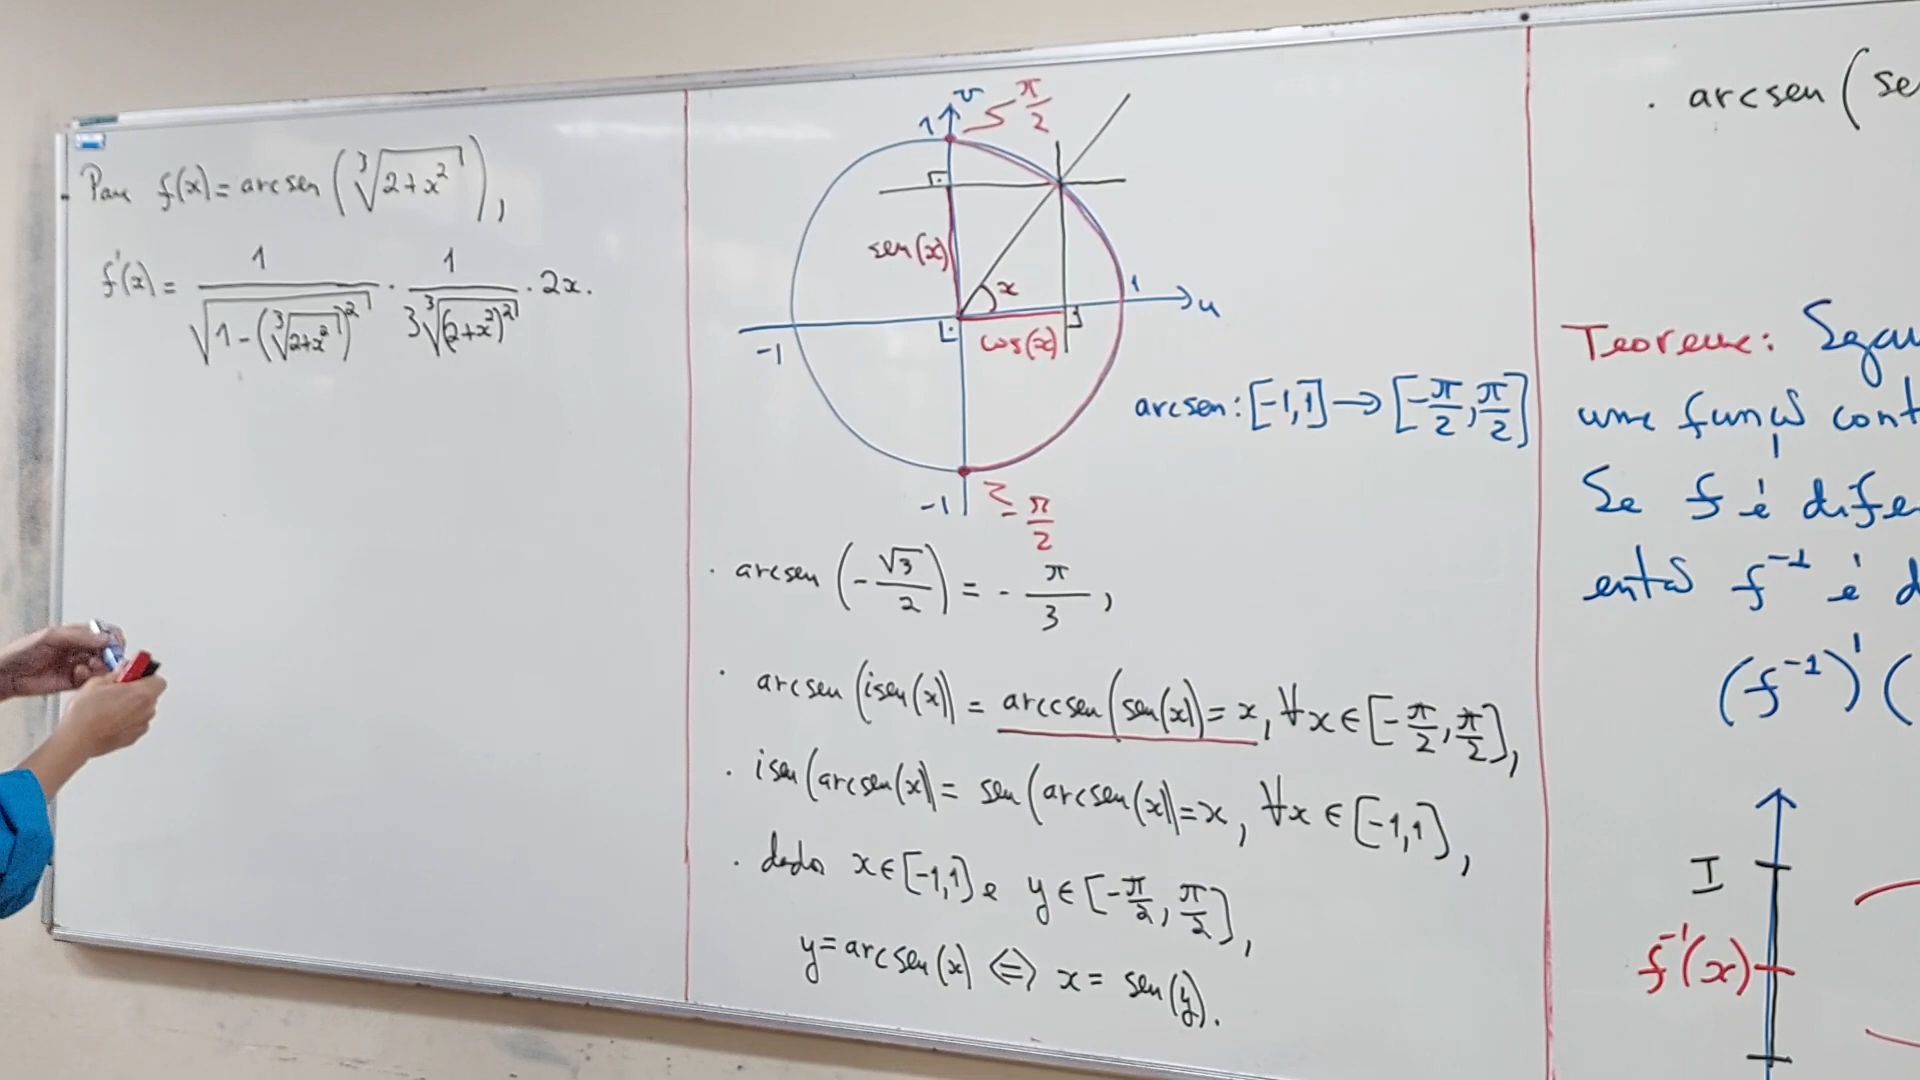 . Para f(x) = arcsen(∛(2+x²)),
f'(x) = 1/√(1-(∛(2+x²))²) · 1/(3∛((2+x²)²)) · 2x.
v
1
π/2
sen(x)
x
1
u
-1
cos(x)
arcsen: [-1,1] → [-π/2, π/2]
-1
-π/2
. arcsen(-√3/2) = -π/3,
. arcsen(isen(x)) = arccsen(sen(x)) = x, ∀x ∈ [-π/2, π/2],
. isen(arcsen(x)) = sen(arcsen(x)) = x, ∀x ∈ [-1,1],
. dados x ∈ [-1,1] e y ∈ [-π/2, π/2],
y = arcsen(x) ⇔ x = sen(y).
. arcsen(se
Teorema:
função cont
Se f é dife
então f⁻¹ é d
(f⁻¹)'(
I
f⁻¹(x)